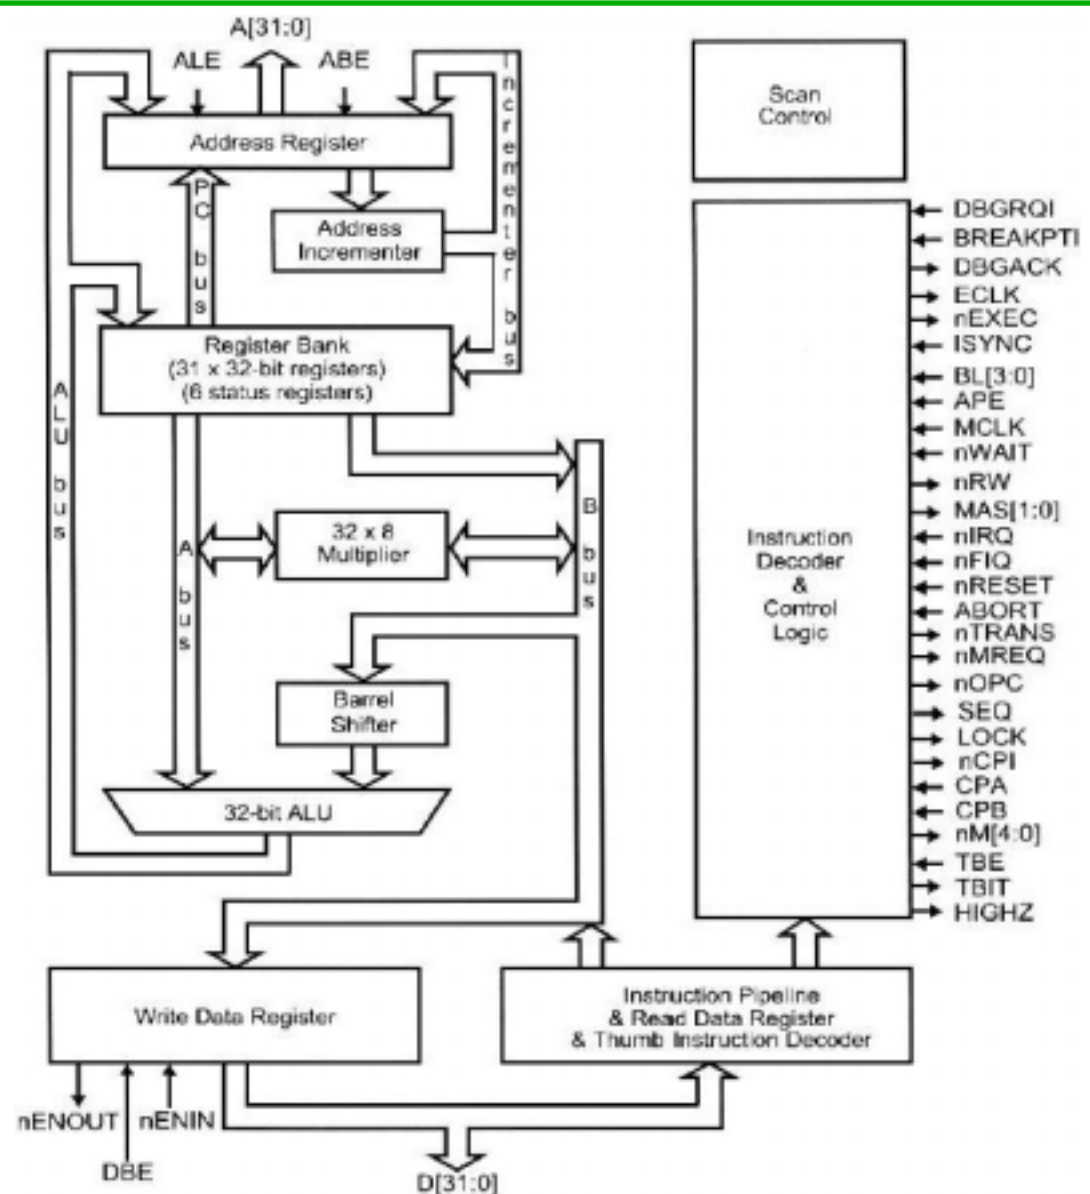 A[31:0]
ALE
ABE
Address Register
Incrementer bus
PC bus
Address
Incrementer
Register Bank
(31 x 32-bit registers)
(6 status registers)
ALU bus
A bus
32 x 8
Multiplier
B bus
Barrel
Shifter
32-bit ALU
Write Data Register
Instruction Pipeline
& Read Data Register
& Thumb Instruction Decoder
nENOUT
nENIN
DBE
D[31:0]
Scan
Control
Instruction
Decoder
&
Control
Logic
DBGRQI
BREAKPTI
DBGACK
ECLK
nEXEC
ISYNC
BL[3:0]
APE
MCLK
nWAIT
nRW
MAS[1:0]
nIRQ
nFIQ
nRESET
ABORT
nTRANS
nMREQ
nOPC
SEQ
LOCK
nCPI
CPA
CPB
nM[4:0]
TBE
TBIT
HIGHZ